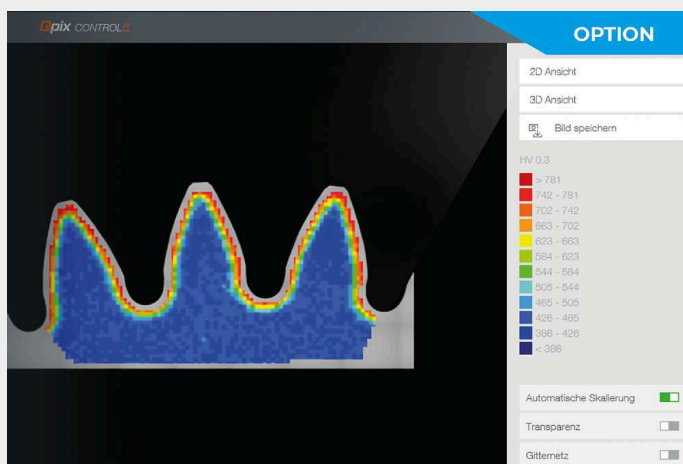 Qpix CONTROL2
OPTION
2D Ansicht
3D Ansicht
Bild speichern
HV 0.3
> 781
742 - 781
702 - 742
663 - 702
623 - 663
584 - 623
544 - 584
505 - 544
465 - 505
426 - 465
386 - 426
< 386
Automatische Skalierung
Transparenz
Gitternetz